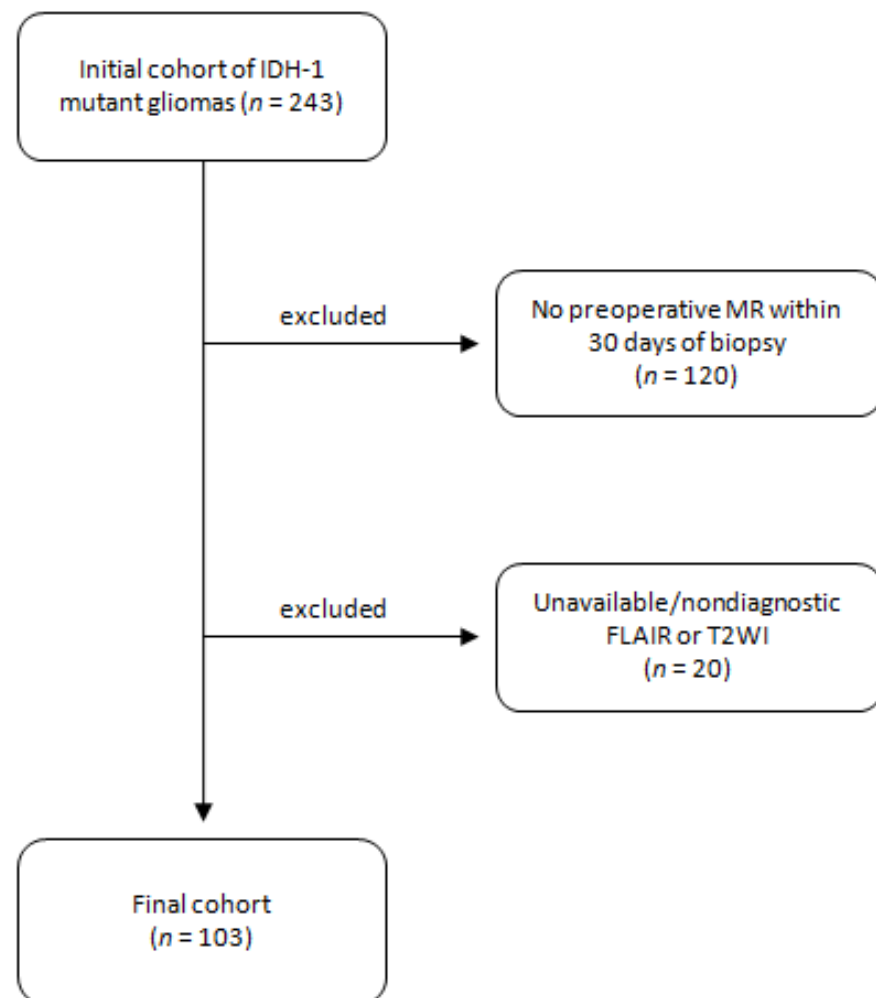 Initial cohort of IDH-1
mutant gliomas (n = 243)
excluded
No preoperative MR within
30 days of biopsy
(n = 120)
excluded
Unavailable/nondiagnostic
FLAIR or T2WI
(n = 20)
Final cohort
(n = 103)